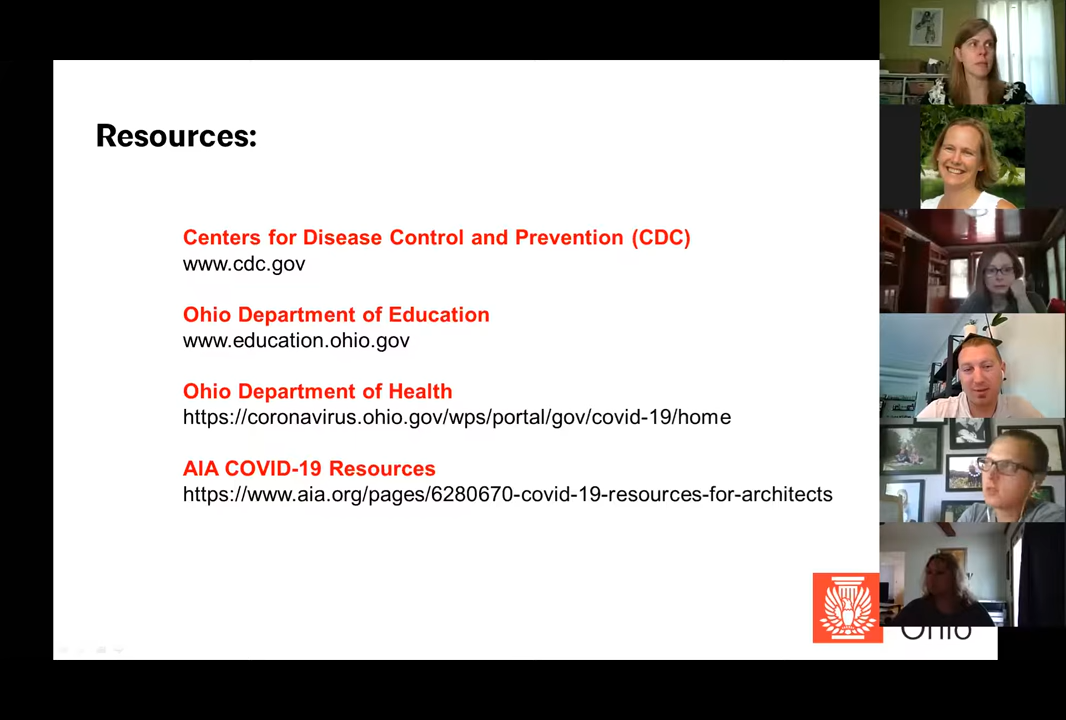 Resources:
Centers for Disease Control and Prevention (CDC)
www.cdc.gov
Ohio Department of Education
www.education.ohio.gov
Ohio Department of Health
https://coronavirus.ohio.gov/wps/portal/gov/covid-19/home
AIA COVID-19 Resources
https://www.aia.org/pages/6280670-covid-19-resources-for-architects
Ohio